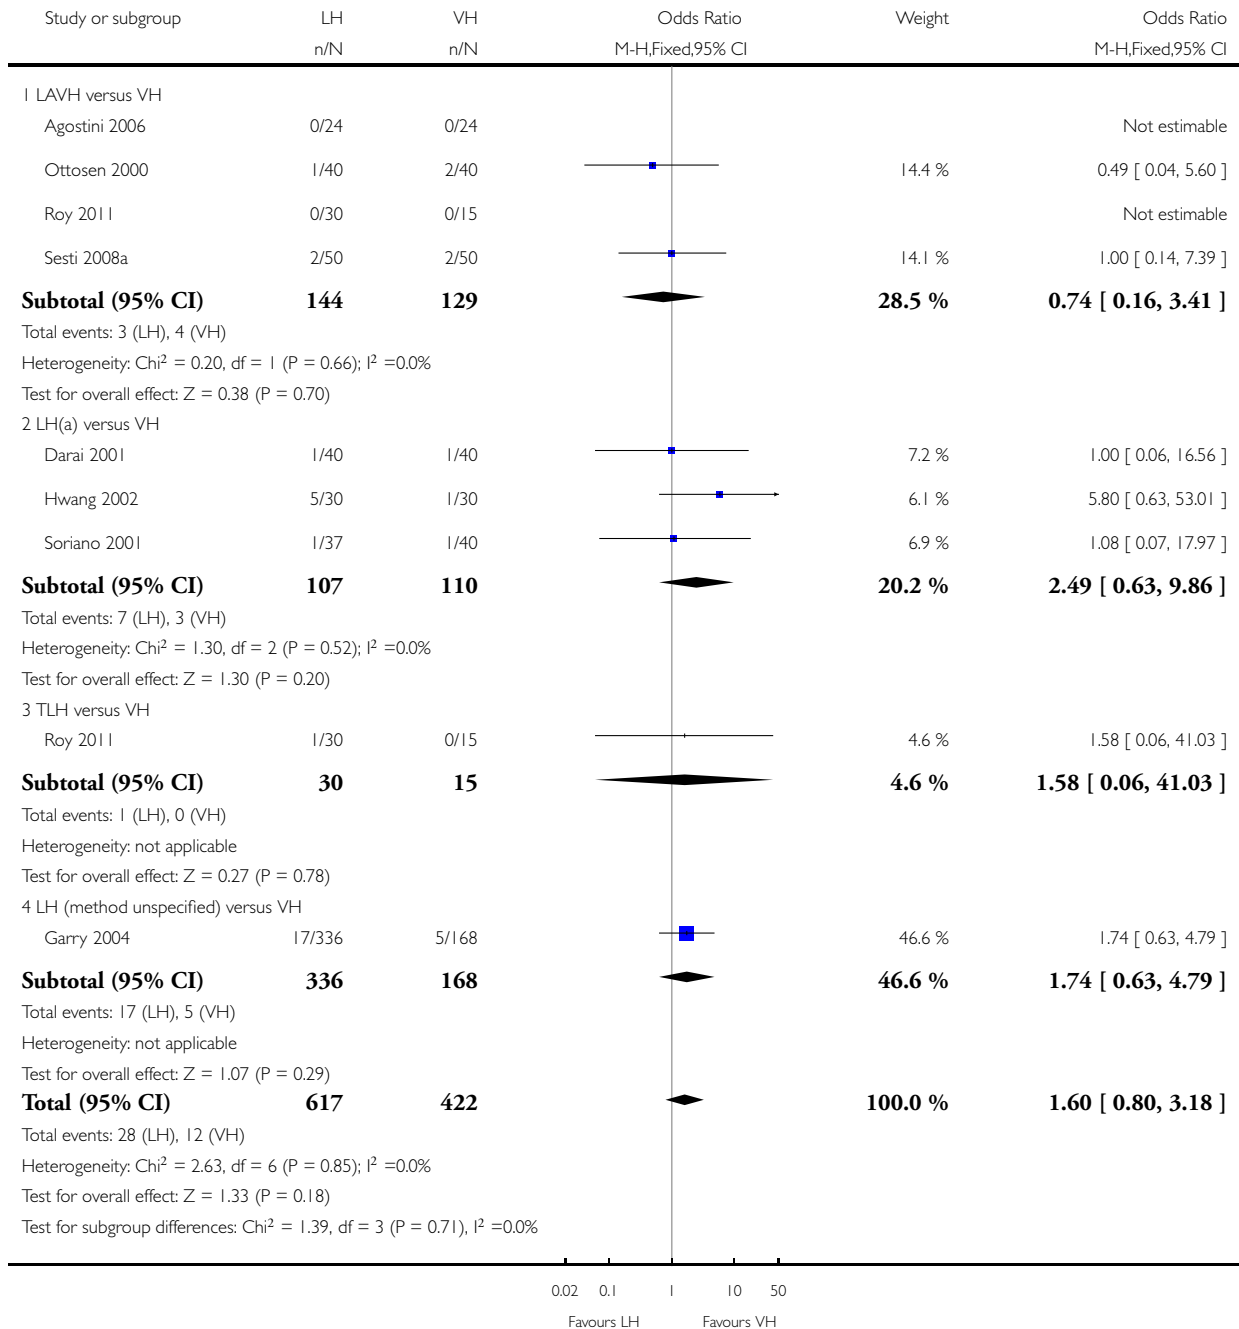 Study or subgroup LH VH Odds Ratio Weight Odds Ratio
n/N n/N M-H,Fixed,95% CI M-H,Fixed,95% CI
1 LAVH versus VH
Agostini 2006 0/24 0/24 Not estimable
Ottosen 2000 1/40 2/40 14.4 % 0.49 [ 0.04, 5.60 ]
Roy 2011 0/30 0/15 Not estimable
Sesti 2008a 2/50 2/50 14.1 % 1.00 [ 0.14, 7.39 ]
Subtotal (95% CI) 144 129 28.5 % 0.74 [ 0.16, 3.41 ]
Total events: 3 (LH), 4 (VH)
Heterogeneity: Chi² = 0.20, df = 1 (P = 0.66); I² =0.0%
Test for overall effect: Z = 0.38 (P = 0.70)
2 LH(a) versus VH
Darai 2001 1/40 1/40 7.2 % 1.00 [ 0.06, 16.56 ]
Hwang 2002 5/30 1/30 6.1 % 5.80 [ 0.63, 53.01 ]
Soriano 2001 1/37 1/40 6.9 % 1.08 [ 0.07, 17.97 ]
Subtotal (95% CI) 107 110 20.2 % 2.49 [ 0.63, 9.86 ]
Total events: 7 (LH), 3 (VH)
Heterogeneity: Chi² = 1.30, df = 2 (P = 0.52); I² =0.0%
Test for overall effect: Z = 1.30 (P = 0.20)
3 TLH versus VH
Roy 2011 1/30 0/15 4.6 % 1.58 [ 0.06, 41.03 ]
Subtotal (95% CI) 30 15 4.6 % 1.58 [ 0.06, 41.03 ]
Total events: 1 (LH), 0 (VH)
Heterogeneity: not applicable
Test for overall effect: Z = 0.27 (P = 0.78)
4 LH (method unspecified) versus VH
Garry 2004 17/336 5/168 46.6 % 1.74 [ 0.63, 4.79 ]
Subtotal (95% CI) 336 168 46.6 % 1.74 [ 0.63, 4.79 ]
Total events: 17 (LH), 5 (VH)
Heterogeneity: not applicable
Test for overall effect: Z = 1.07 (P = 0.29)
Total (95% CI) 617 422 100.0 % 1.60 [ 0.80, 3.18 ]
Total events: 28 (LH), 12 (VH)
Heterogeneity: Chi² = 2.63, df = 6 (P = 0.85); I² =0.0%
Test for overall effect: Z = 1.33 (P = 0.18)
Test for subgroup differences: Chi² = 1.39, df = 3 (P = 0.71), I² =0.0%
0.02 0.1 1 10 50
Favours LH Favours VH